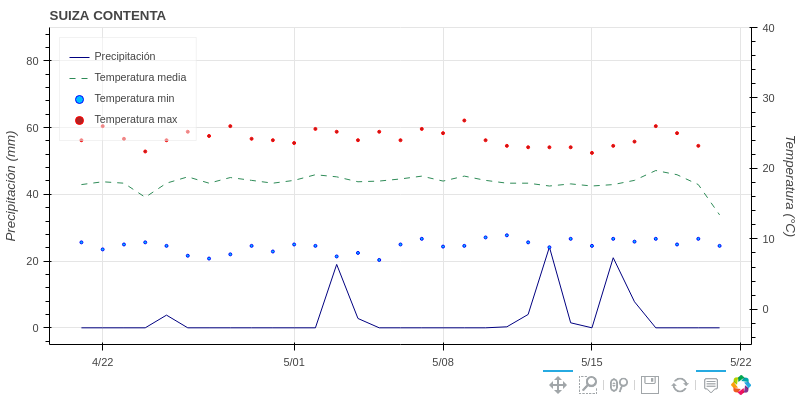 SUIZA CONTENTA
Precipitación
Temperatura media
Temperatura min
Temperatura max
Precipitación (mm)
80
60
40
20
0
40
30
20
10
0
Temperatura (°C)
4/22
5/01
5/08
5/15
5/22